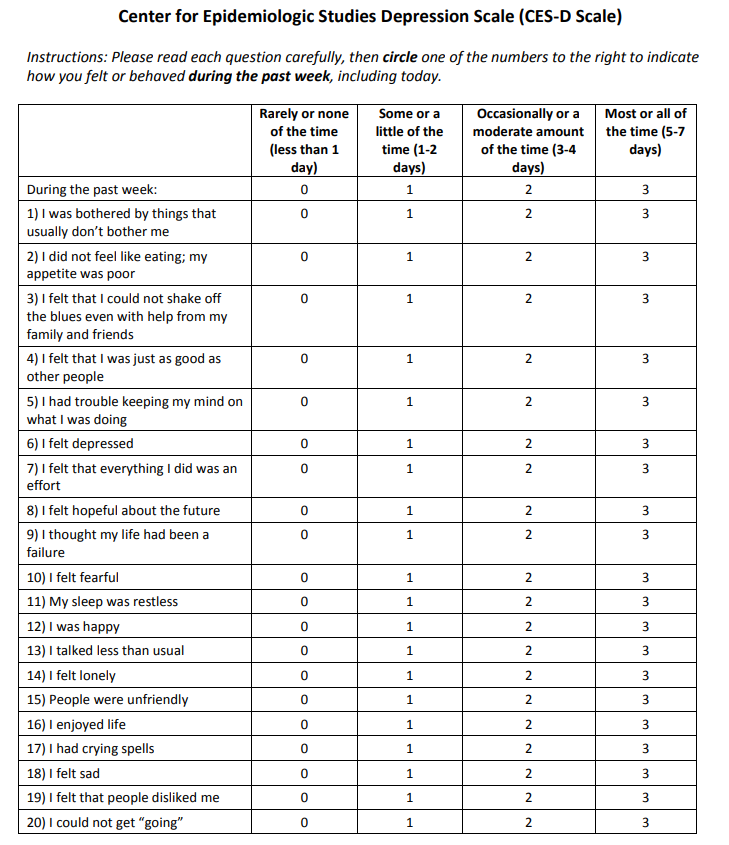 Center for Epidemiologic Studies Depression Scale (CES-D Scale)
Instructions: Please read each question carefully, then circle one of the numbers to the right to indicate
how you felt or behaved during the past week, including today.
Rarely or none of the time (less than 1 day) Some or a little of the time (1-2 days) Occasionally or a moderate amount of the time (3-4 days) Most or all of the time (5-7 days)
During the past week: 0 1 2 3
1) I was bothered by things that 0 1 2 3
usually don’t bother me
2) I did not feel like eating; my 0 1 2 3
appetite was poor
3) I felt that I could not shake off 0 1 2 3
the blues even with help from my
family and friends
4) I felt that I was just as good as 0 1 2 3
other people
5) I had trouble keeping my mind on 0 1 2 3
what I was doing
6) I felt depressed 0 1 2 3
7) I felt that everything I did was an 0 1 2 3
effort
8) I felt hopeful about the future 0 1 2 3
9) I thought my life had been a 0 1 2 3
failure
10) I felt fearful 0 1 2 3
11) My sleep was restless 0 1 2 3
12) I was happy 0 1 2 3
13) I talked less than usual 0 1 2 3
14) I felt lonely 0 1 2 3
15) People were unfriendly 0 1 2 3
16) I enjoyed life 0 1 2 3
17) I had crying spells 0 1 2 3
18) I felt sad 0 1 2 3
19) I felt that people disliked me 0 1 2 3
20) I could not get “going” 0 1 2 3